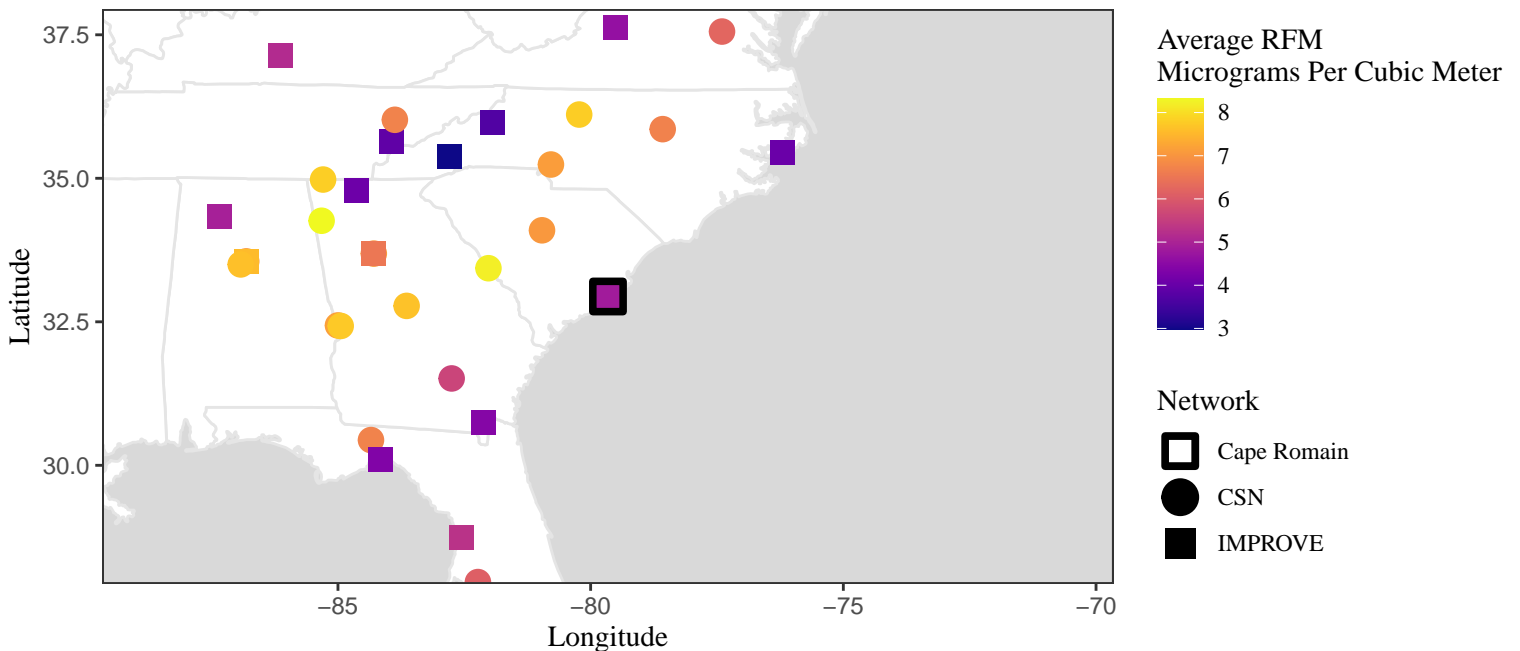 37.5
35.0
32.5
30.0
Latitude
−85
−80
−75
−70
Longitude
Average RFM
Micrograms Per Cubic Meter
8
7
6
5
4
3
Network
Cape Romain
CSN
IMPROVE